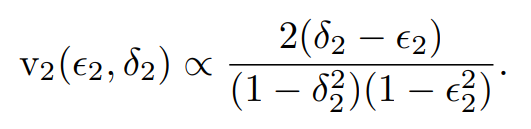 v₂(ϵ₂, δ₂) ∝ 2(δ₂ − ϵ₂) / (1 − δ₂²)(1 − ϵ₂²).